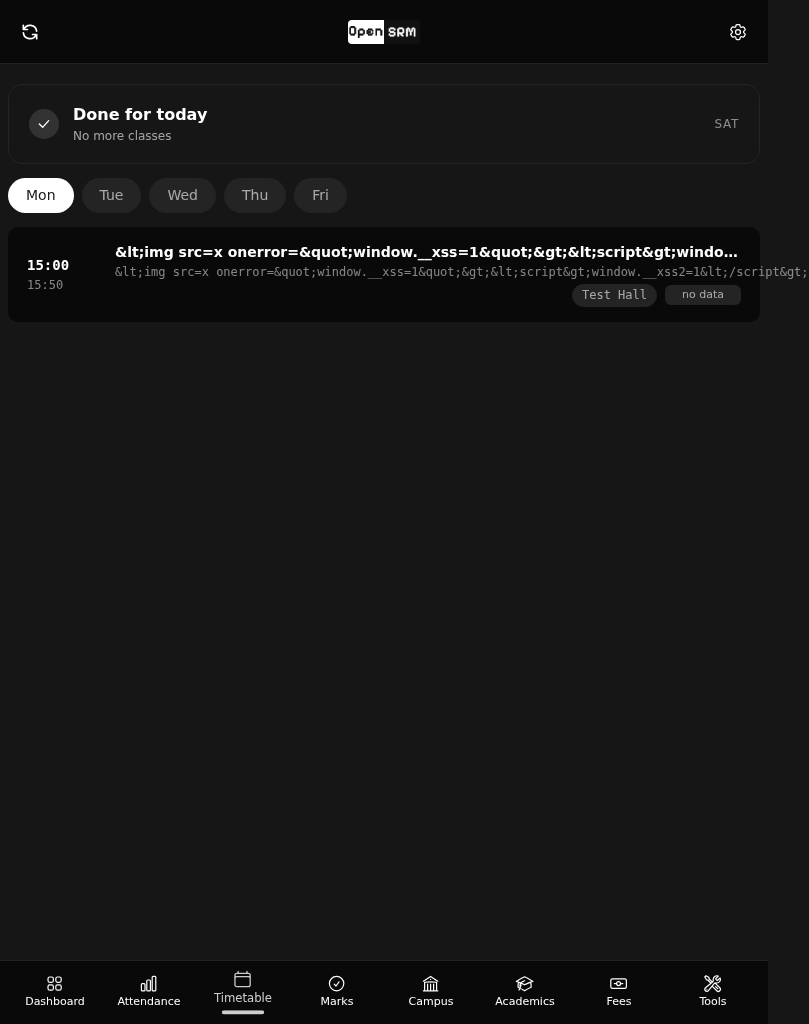 Open SRM
Done for today
No more classes
SAT
Mon Tue Wed Thu Fri
15:00
15:50
&lt;img src=x onerror=&quot;window.__xss=1&quot;&gt;&lt;script&gt;windo...
&lt;img src=x onerror=&quot;window.__xss=1&quot;&gt;&lt;script&gt;window.__xss2=1&lt;/script&gt;
Test Hall
no data
Dashboard Attendance Timetable Marks Campus Academics Fees Tools